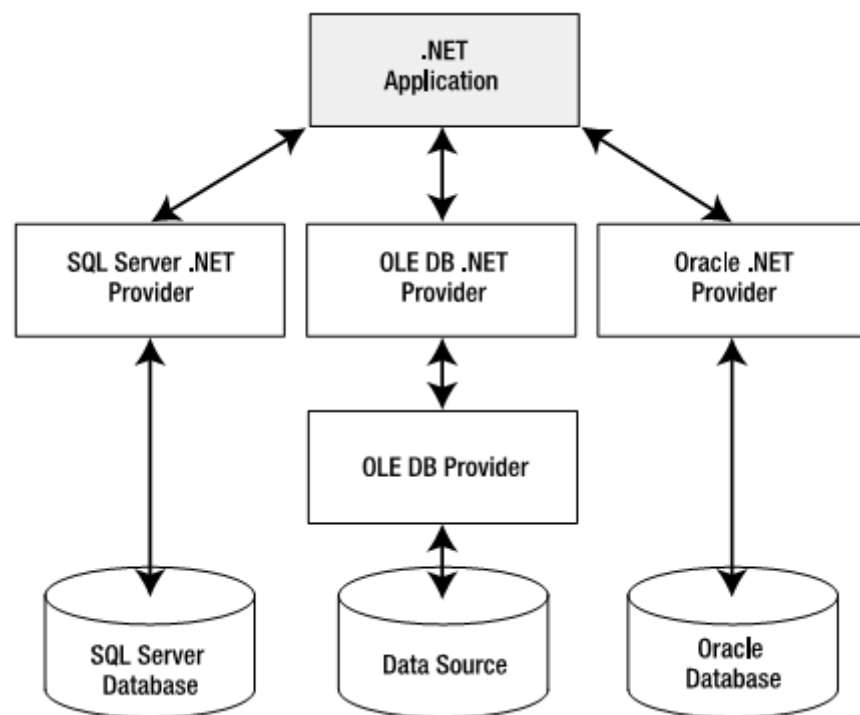 .NET
Application
SQL Server .NET
Provider
OLE DB .NET
Provider
Oracle .NET
Provider
OLE DB Provider
SQL Server
Database
Data Source
Oracle
Database